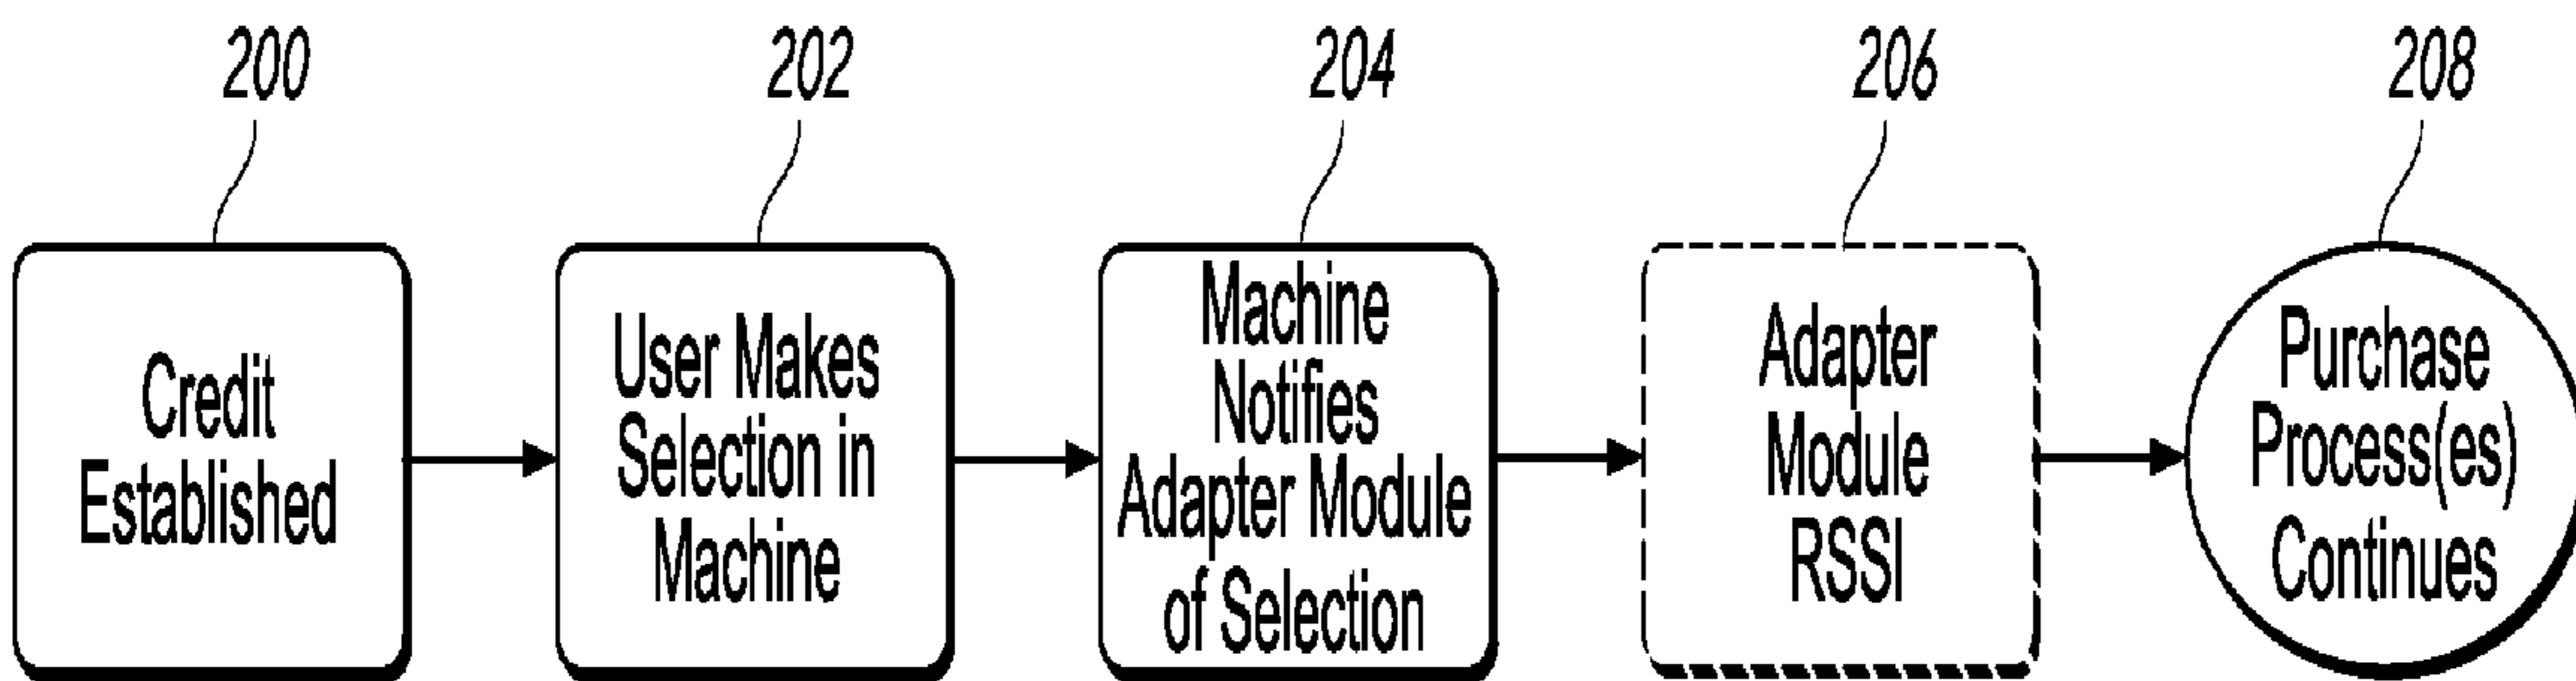 200
202
204
206
208
Credit
Established
User Makes
Selection in
Machine
Machine
Notifies
Adapter Module
of Selection
Adapter
Module
RSSI
Purchase
Process(es)
Continues